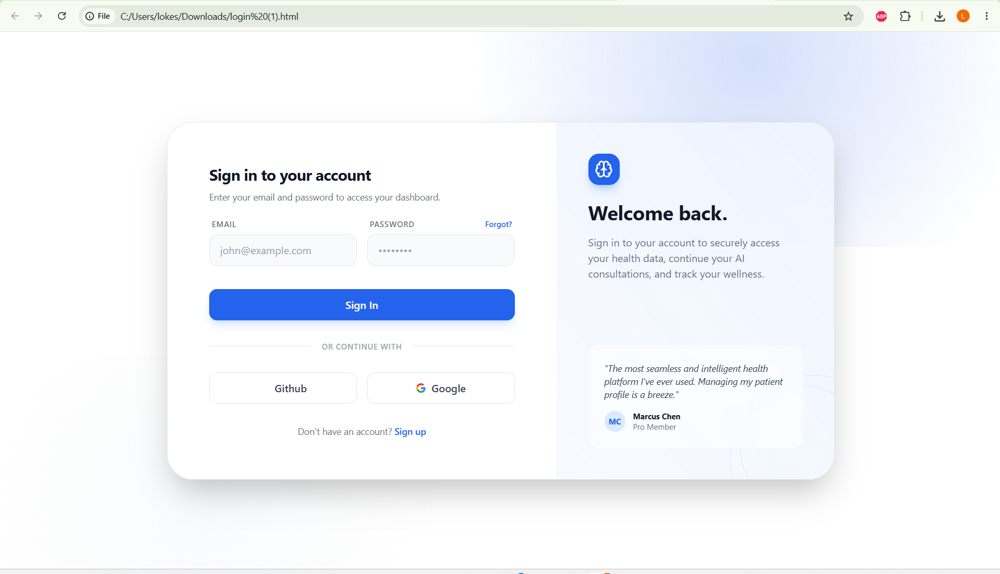 File
C:/Users/lokes/Downloads/login%20(1).html
ABP
L
Sign in to your account
Enter your email and password to access your dashboard.
EMAIL
PASSWORD
Forgot?
john@example.com
••••••••
Sign In
OR CONTINUE WITH
Github
Google
Don't have an account? Sign up
Welcome back.
Sign in to your account to securely access
your health data, continue your AI
consultations, and track your wellness.
"The most seamless and intelligent health
platform I've ever used. Managing my patient
profile is a breeze."
MC
Marcus Chen
Pro Member